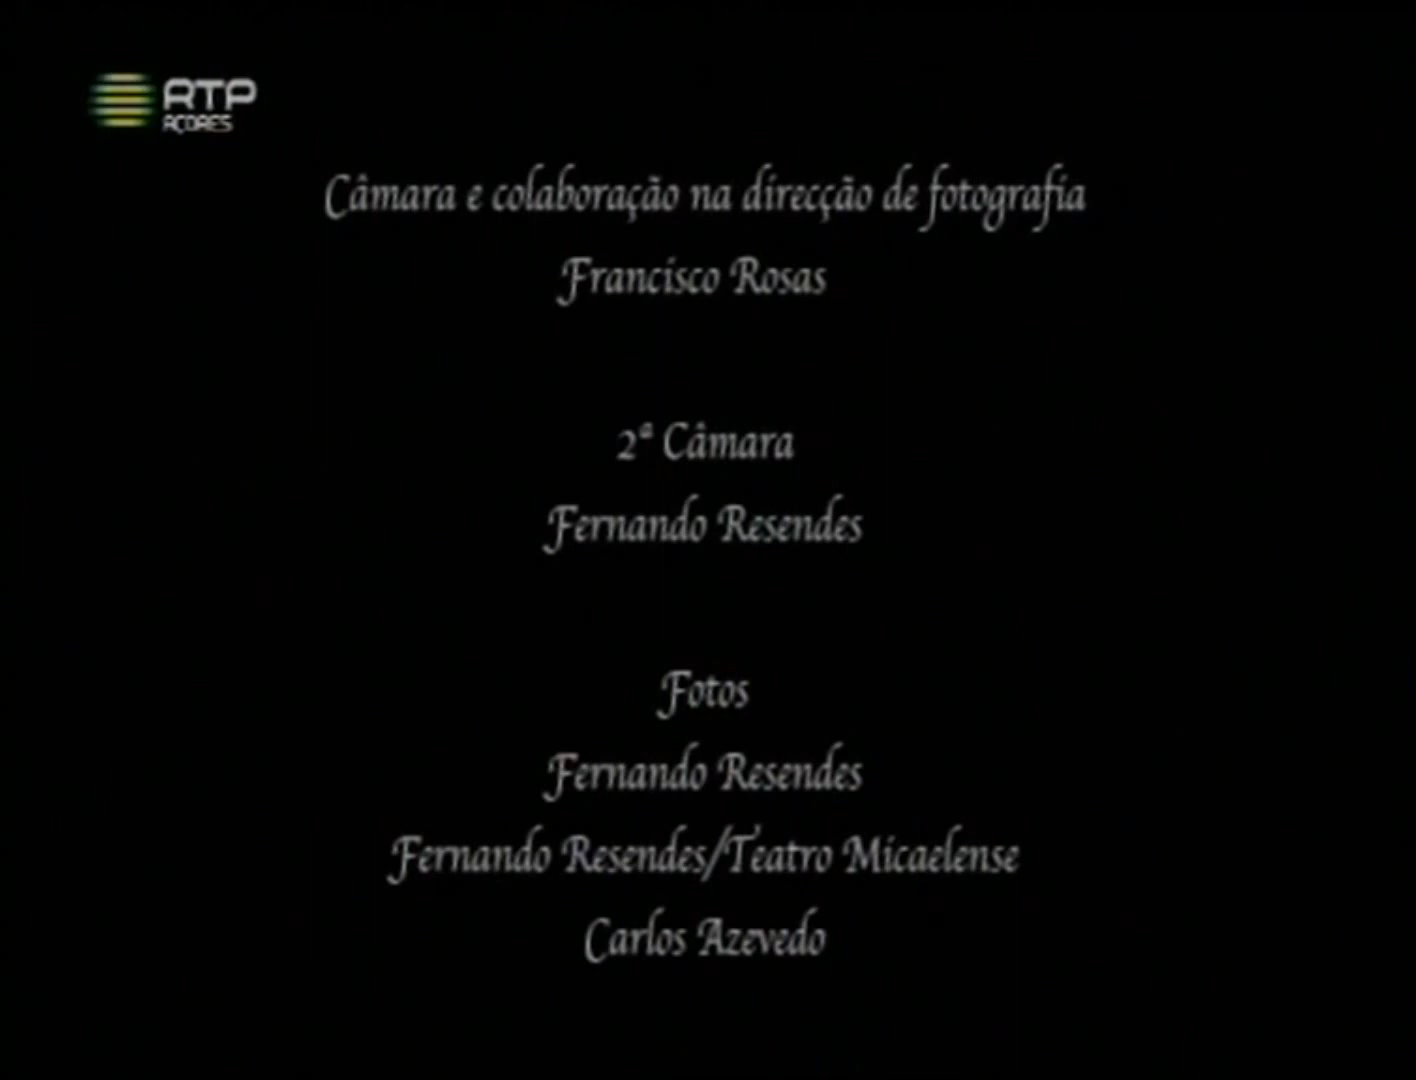 RTP
AÇORES
Câmara e colaboração na direcção de fotografia
Francisco Rosas
2ª Câmara
Fernando Resendes
Fotos
Fernando Resendes
Fernando Resendes/Teatro Micaelense
Carlos Azevedo